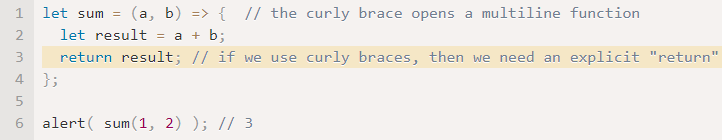 1 let sum = (a, b) => {  // the curly brace opens a multiline function
2   let result = a + b;
3   return result; // if we use curly braces, then we need an explicit "return"
4 };
5
6 alert( sum(1, 2) ); // 3